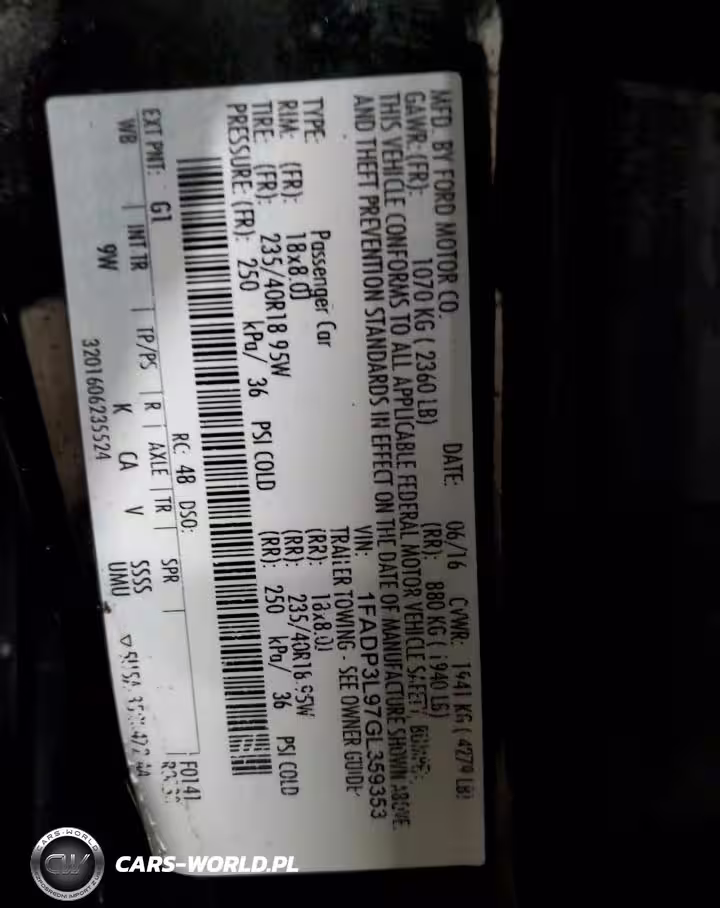 MFD. BY FORD MOTOR CO.
DATE: 06/16 GVWR: 1941 KG ( 4279 LB)
GAWR: (FR): 1070 KG ( 2360 LB) (RR): 880 KG ( 1940 LB)
THIS VEHICLE CONFORMS TO ALL APPLICABLE FEDERAL MOTOR VEHICLE SAFETY, BUMPER,
AND THEFT PREVENTION STANDARDS IN EFFECT ON THE DATE OF MANUFACTURE SHOWN ABOVE.
VIN: 1FADP3L97GL359353
TYPE: Passenger Car TRAILER TOWING - SEE OWNER GUIDE
RIM: (FR): 18x8.0J (RR): 18x8.0J
TIRE: (FR): 235/40R18 95W (RR): 235/40R18 95W
PRESSURE: (FR): 250 kPa/ 36 PSI COLD (RR): 250 kPa/ 36 PSI COLD
EXT PNT: G1 RC: 48 DSO: F0141
WB INT TR TP/PS R AXLE TR SPR
9W K CA V SSSS
UMU
3201606235524
CARS-WORLD
CW
CARS-WORLD.PL